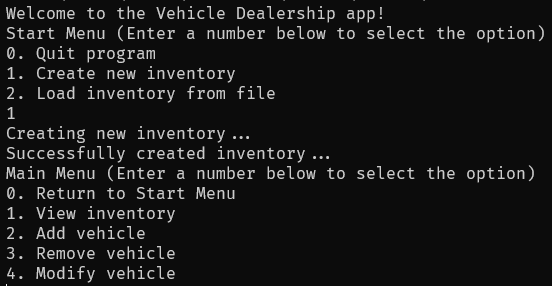 Welcome to the Vehicle Dealership app!
Start Menu (Enter a number below to select the option)
0. Quit program
1. Create new inventory
2. Load inventory from file
1
Creating new inventory...
Successfully created inventory...
Main Menu (Enter a number below to select the option)
0. Return to Start Menu
1. View inventory
2. Add vehicle
3. Remove vehicle
4. Modify vehicle